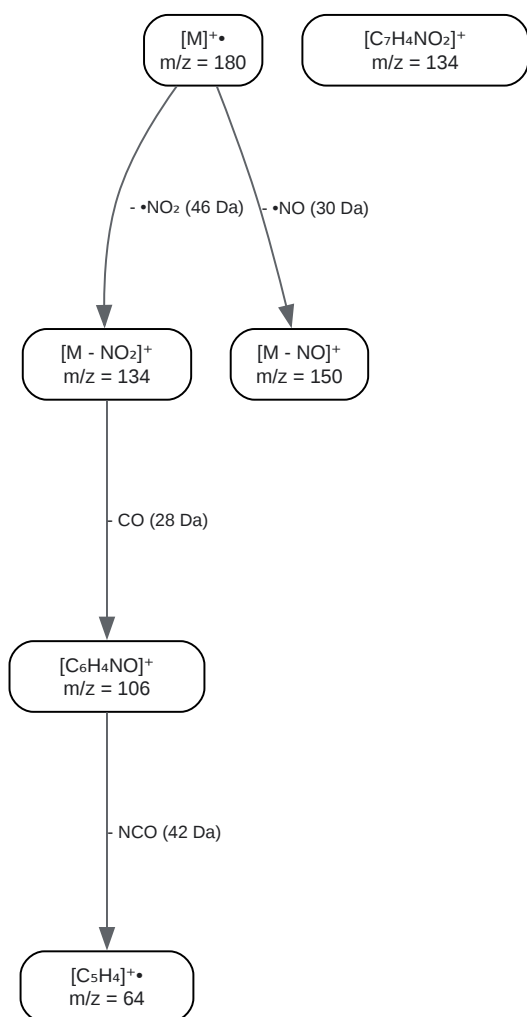 [M]⁺•
m/z = 180
[C₇H₄NO₂]⁺
m/z = 134
- •NO₂ (46 Da)
- •NO (30 Da)
[M - NO₂]⁺
m/z = 134
[M - NO]⁺
m/z = 150
- CO (28 Da)
[C₆H₄NO]⁺
m/z = 106
- NCO (42 Da)
[C₅H₄]⁺•
m/z = 64